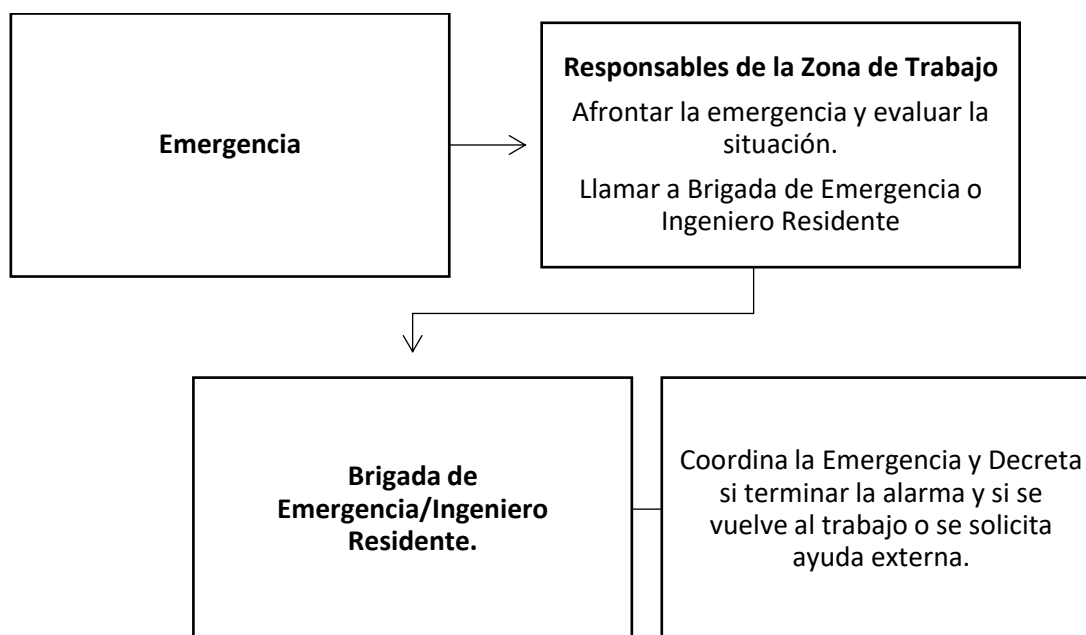 Emergencia
Responsables de la Zona de Trabajo
Afrontar la emergencia y evaluar la
situación.
Llamar a Brigada de Emergencia o
Ingeniero Residente
Brigada de
Emergencia/Ingeniero
Residente.
Coordina la Emergencia y Decreta
si terminar la alarma y si se
vuelve al trabajo o se solicita
ayuda externa.